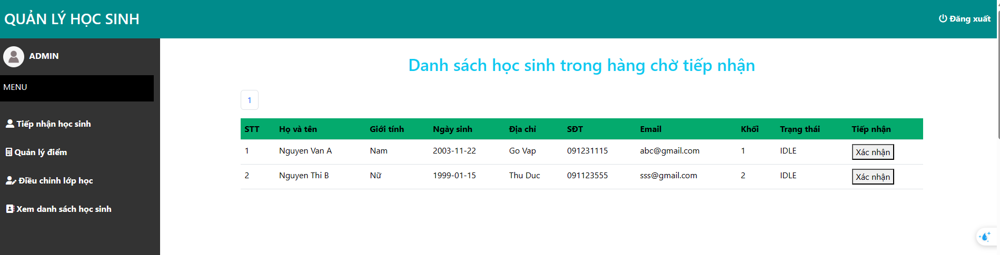 QUẢN LÝ HỌC SINH
Đăng xuất
ADMIN
MENU
Tiếp nhận học sinh
Quản lý điểm
Điều chỉnh lớp học
Xem danh sách học sinh
Danh sách học sinh trong hàng chờ tiếp nhận
1
STT Họ và tên Giới tính Ngày sinh Địa chỉ SĐT Email Khối Trạng thái Tiếp nhận
1 Nguyen Van A Nam 2003-11-22 Go Vap 091231115 abc@gmail.com 1 IDLE Xác nhận
2 Nguyen Thi B Nữ 1999-01-15 Thu Duc 091123555 sss@gmail.com 2 IDLE Xác nhận